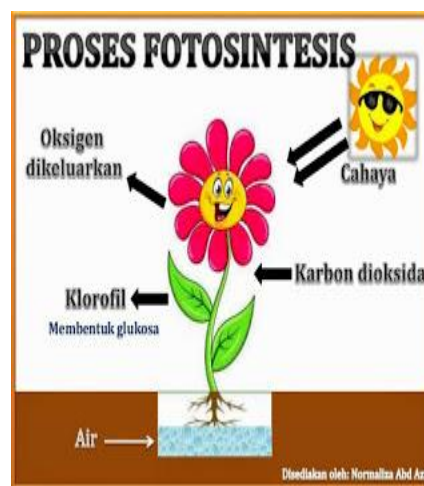 PROSES FOTOSINTESIS
Oksigen
dikeluarkan
Cahaya
Karbon dioksida
Klorofil
Membentuk glukosa
Air
Disediakan oleh: Normaliza Abd Az